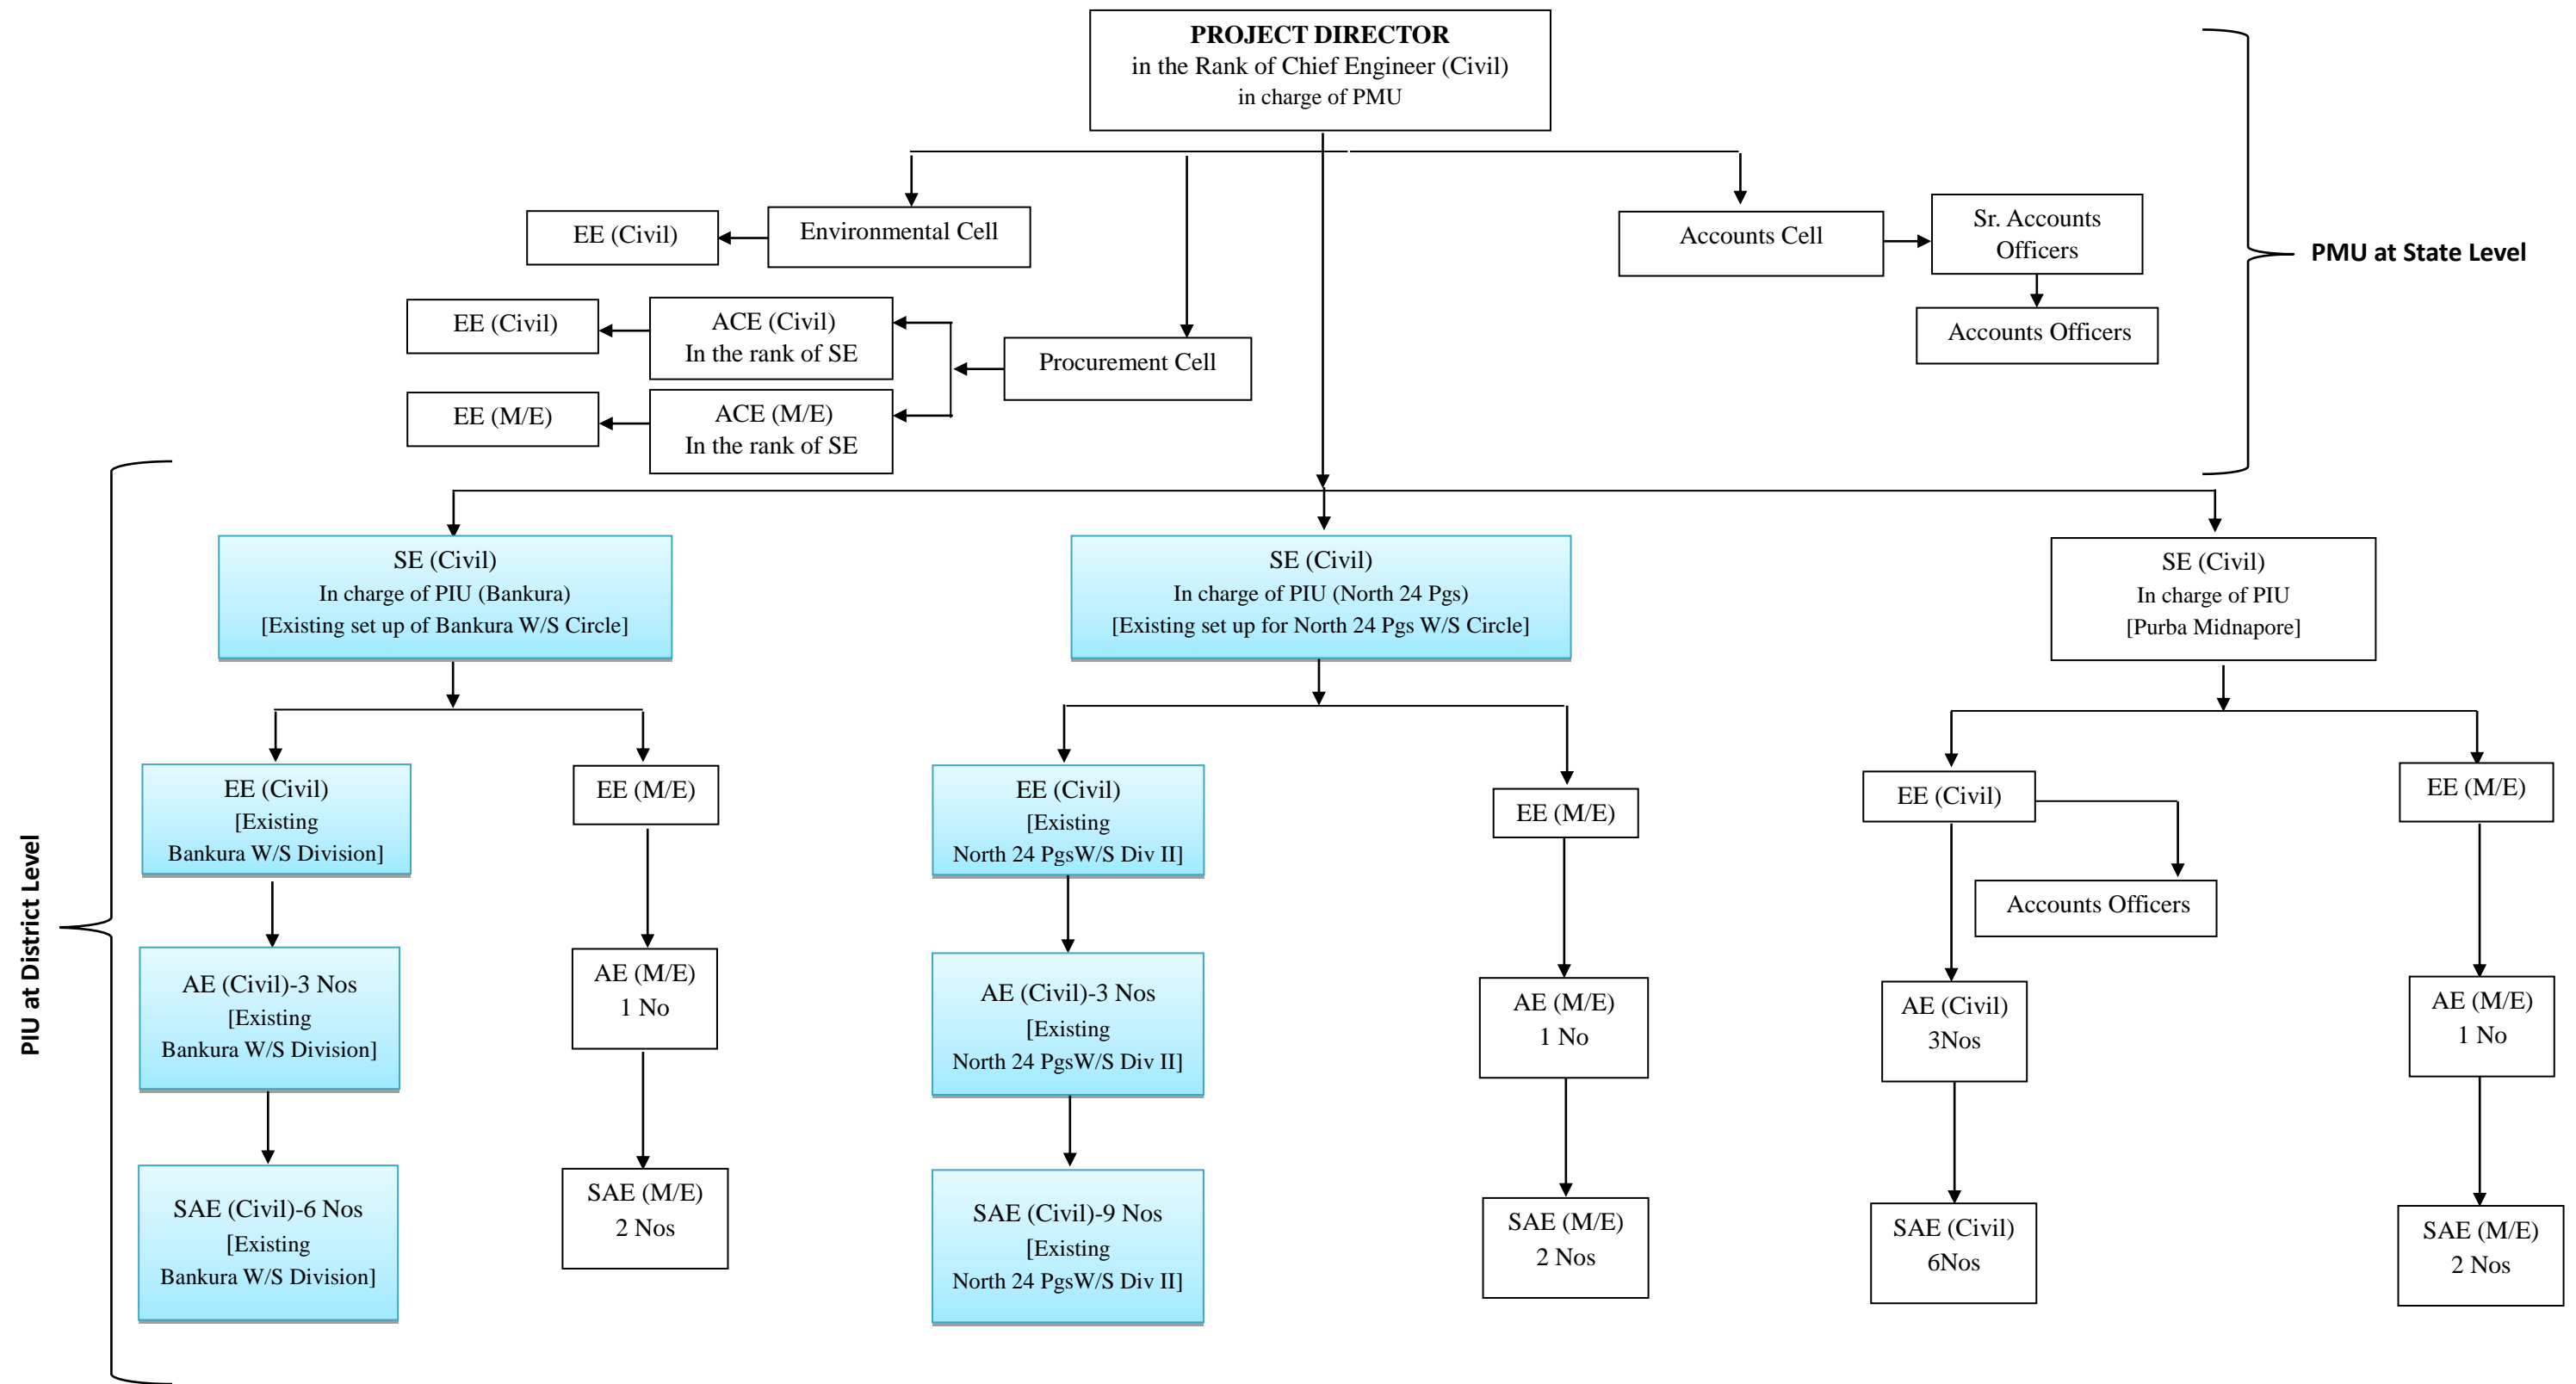 PROJECT DIRECTOR
in the Rank of Chief Engineer (Civil)
in charge of PMU
EE (Civil)
Environmental Cell
Accounts Cell
Sr. Accounts
Officers
Accounts Officers
PMU at State Level
EE (Civil)
ACE (Civil)
In the rank of SE
Procurement Cell
EE (M/E)
ACE (M/E)
In the rank of SE
PIU at District Level
SE (Civil)
In charge of PIU (Bankura)
[Existing set up of Bankura W/S Circle]
SE (Civil)
In charge of PIU (North 24 Pgs)
[Existing set up for North 24 Pgs W/S Circle]
SE (Civil)
In charge of PIU
[Purba Midnapore]
EE (Civil)
[Existing
Bankura W/S Division]
EE (M/E)
EE (Civil)
[Existing
North 24 PgsW/S Div II]
EE (M/E)
EE (Civil)
EE (M/E)
Accounts Officers
AE (Civil)-3 Nos
[Existing
Bankura W/S Division]
AE (M/E)
1 No
AE (Civil)-3 Nos
[Existing
North 24 PgsW/S Div II]
AE (M/E)
1 No
AE (Civil)
3Nos
AE (M/E)
1 No
SAE (Civil)-6 Nos
[Existing
Bankura W/S Division]
SAE (M/E)
2 Nos
SAE (Civil)-9 Nos
[Existing
North 24 PgsW/S Div II]
SAE (M/E)
2 Nos
SAE (Civil)
6Nos
SAE (M/E)
2 Nos